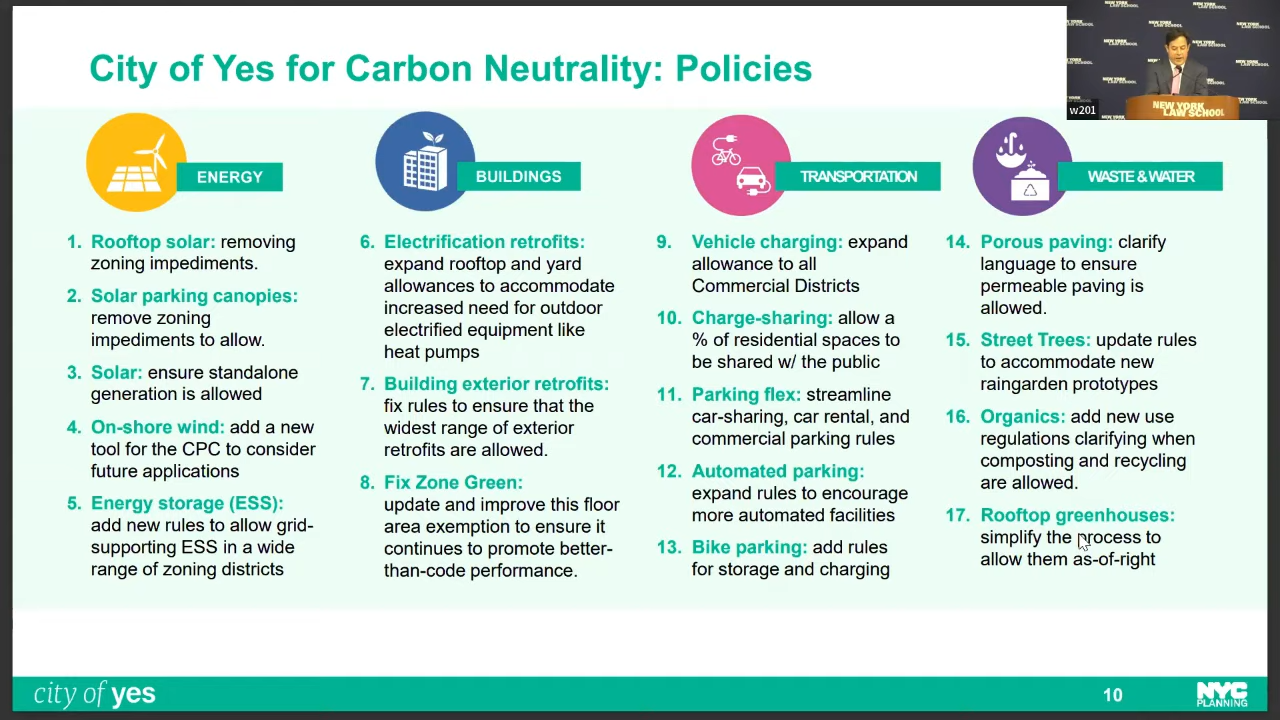 City of Yes for Carbon Neutrality: Policies
NEW YORK
LAW SCHOOL
w201
ENERGY
1. Rooftop solar: removing
zoning impediments.
2. Solar parking canopies:
remove zoning
impediments to allow.
3. Solar: ensure standalone
generation is allowed
4. On-shore wind: add a new
tool for the CPC to consider
future applications
5. Energy storage (ESS):
add new rules to allow grid-
supporting ESS in a wide
range of zoning districts
BUILDINGS
6. Electrification retrofits:
expand rooftop and yard
allowances to accommodate
increased need for outdoor
electrified equipment like
heat pumps
7. Building exterior retrofits:
fix rules to ensure that the
widest range of exterior
retrofits are allowed.
8. Fix Zone Green:
update and improve this floor
area exemption to ensure it
continues to promote better-
than-code performance.
TRANSPORTATION
9. Vehicle charging: expand
allowance to all
Commercial Districts
10. Charge-sharing: allow a
% of residential spaces to
be shared w/ the public
11. Parking flex: streamline
car-sharing, car rental, and
commercial parking rules
12. Automated parking:
expand rules to encourage
more automated facilities
13. Bike parking: add rules
for storage and charging
WASTE & WATER
14. Porous paving: clarify
language to ensure
permeable paving is
allowed.
15. Street Trees: update rules
to accommodate new
raingarden prototypes
16. Organics: add new use
regulations clarifying when
composting and recycling
are allowed.
17. Rooftop greenhouses:
simplify the process to
allow them as-of-right
city of yes
10
NYC
PLANNING